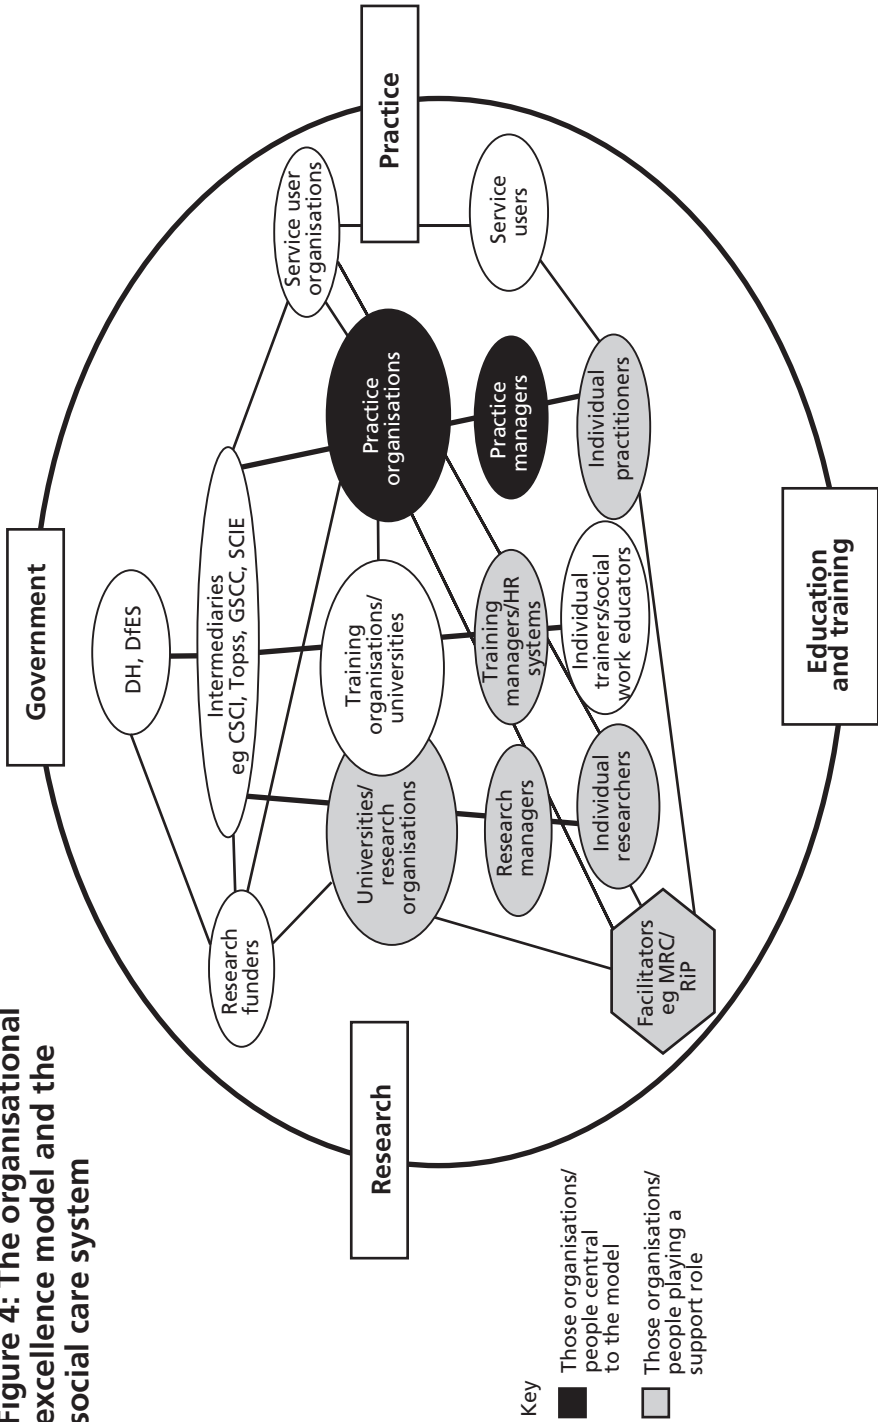 Figure 4: The organisational
excellence model and the
social care system
Government
DH, DfES
Intermediaries
eg CSCI, Topss, GSCC, SCIE
Research
funders
Service user
organisations
Research
Practice
Universities/
research
organisations
Training
organisations/
universities
Practice
organisations
Service
users
Research
managers
Training
managers/HR
systems
Practice
managers
Individual
researchers
Individual
trainers/social
work educators
Individual
practitioners
Facilitators
eg MRC/
RiP
Education
and training
Key
Those organisations/
people central
to the model
Those organisations/
people playing a
support role